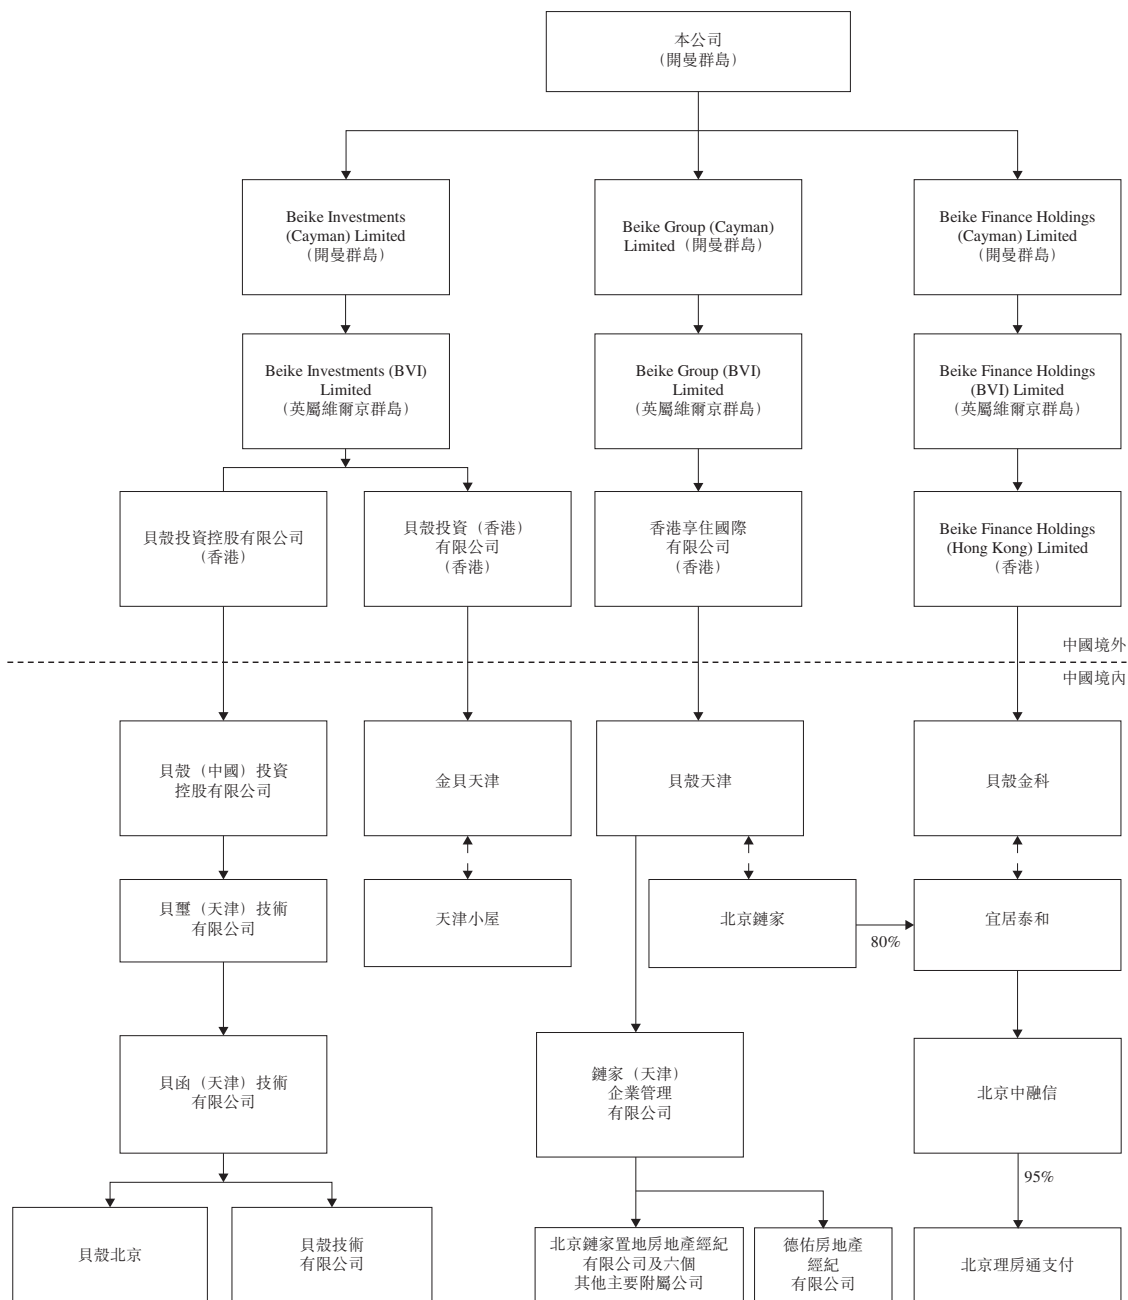 本公司
（開曼群島）
Beike Investments
(Cayman) Limited
（開曼群島）
Beike Group (Cayman)
Limited（開曼群島）
Beike Finance Holdings
(Cayman) Limited
（開曼群島）
Beike Investments (BVI)
Limited
（英屬維爾京群島）
Beike Group (BVI)
Limited
（英屬維爾京群島）
Beike Finance Holdings
(BVI) Limited
（英屬維爾京群島）
貝殼投資控股有限公司
（香港）
貝殼投資（香港）
有限公司
（香港）
香港享住國際
有限公司
（香港）
Beike Finance Holdings
(Hong Kong) Limited
（香港）
中國境外
中國境內
貝殼（中國）投資
控股有限公司
金貝天津
貝殼天津
貝殼金科
貝璽（天津）技術
有限公司
天津小屋
北京鏈家
80%
宜居泰和
貝函（天津）技術
有限公司
鏈家（天津）
企業管理
有限公司
北京中融信
95%
貝殼北京
貝殼技術
有限公司
北京鏈家置地房地產經紀
有限公司及六個
其他主要附屬公司
德佑房地產
經紀
有限公司
北京理房通支付